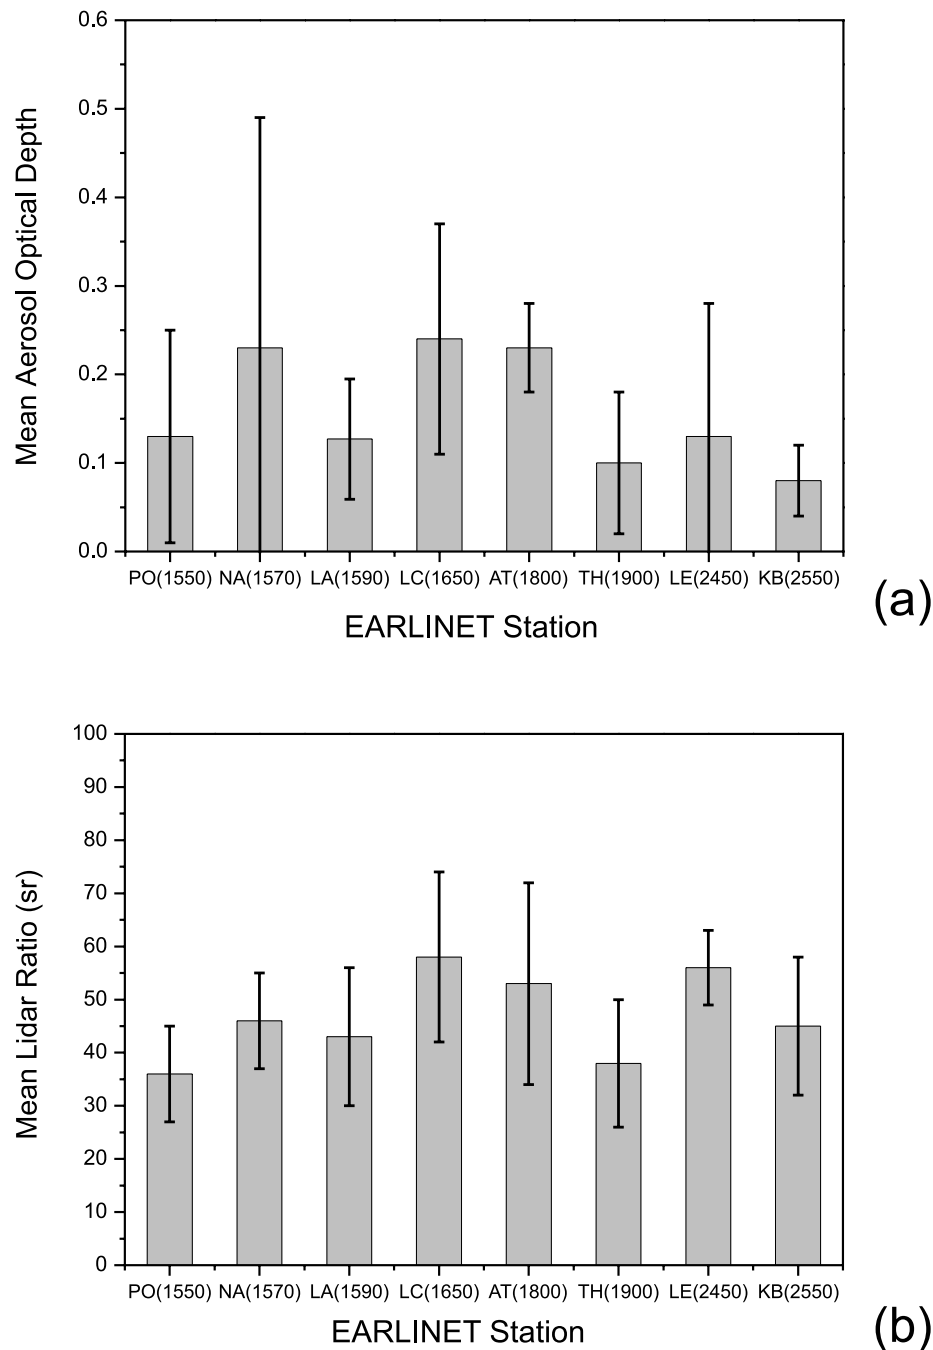 0.6
0.5
0.4
0.3
0.2
0.1
0.0
Mean Aerosol Optical Depth
PO(1550) NA(1570) LA(1590) LC(1650) AT(1800) TH(1900) LE(2450) KB(2550)
EARLINET Station
(a)
100
90
80
70
60
50
40
30
20
10
0
Mean Lidar Ratio (sr)
PO(1550) NA(1570) LA(1590) LC(1650) AT(1800) TH(1900) LE(2450) KB(2550)
EARLINET Station
(b)